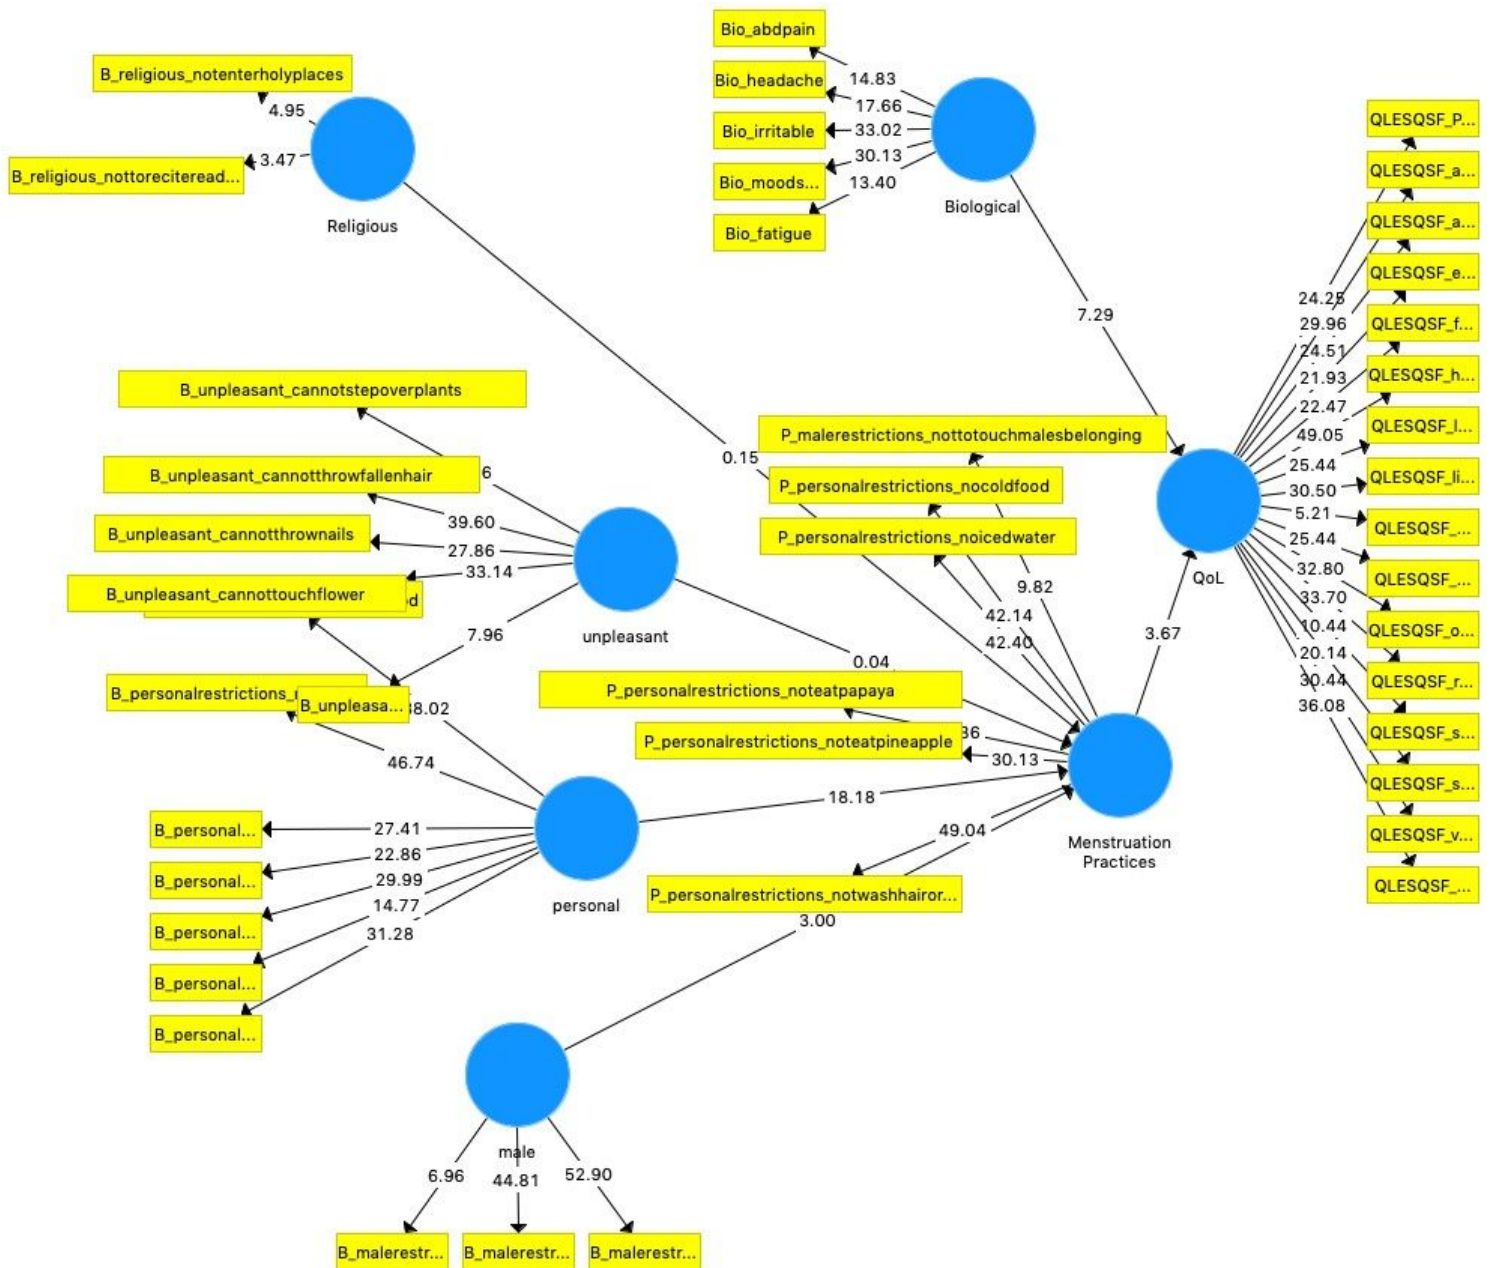 Bio_abdpain
B_religious_notenterholyplaces
14.83
Bio_headache
4.95
17.66
Bio_irritable
33.02
30.13
3.47
B_religious_nottoreciteread...
Bio_moods...
13.40
Religious
Biological
Bio_fatigue
QLESQSF_P...
QLESQSF_a...
QLESQSF_a...
QLESQSF_e...
QLESQSF_f...
QLESQSF_h...
QLESQSF_l...
QLESQSF_li...
QLESQSF_...
QLESQSF_...
QLESQSF_o...
QLESQSF_r...
QLESQSF_s...
QLESQSF_s...
QLESQSF_v...
QLESQSF_...
24.25
29.96
24.51
21.93
22.47
49.05
25.44
30.50
5.21
25.44
32.80
33.70
10.44
20.14
30.44
36.08
7.29
QoL
3.67
B_unpleasant_cannotstepoverplants
6
B_unpleasant_cannotthrowfallenhair
39.60
B_unpleasant_cannotthrownails
27.86
33.14
B_unpleasant_cannottouchflower
d
7.96
unpleasant
0.15
P_malerestrictions_nottotouchmalesbelonging
P_personalrestrictions_nocoldfood
P_personalrestrictions_noicedwater
9.82
42.14
42.40
0.04
P_personalrestrictions_noteatpapaya
36
P_personalrestrictions_noteatpineapple
30.13
18.18
49.04
Menstruation
Practices
P_personalrestrictions_notwashhairor...
3.00
B_personalrestrictions_
B_unpleasa...
8.02
46.74
B_personal...
27.41
22.86
B_personal...
29.99
14.77
B_personal...
31.28
B_personal...
B_personal...
personal
male
6.96
44.81
52.90
B_malerestr...
B_malerestr...
B_malerestr...